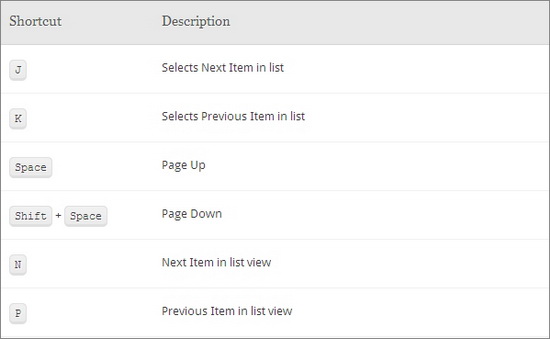 Shortcut Description
J Selects Next Item in list
K Selects Previous Item in list
Space Page Up
Shift + Space Page Down
N Next Item in list view
P Previous Item in list view